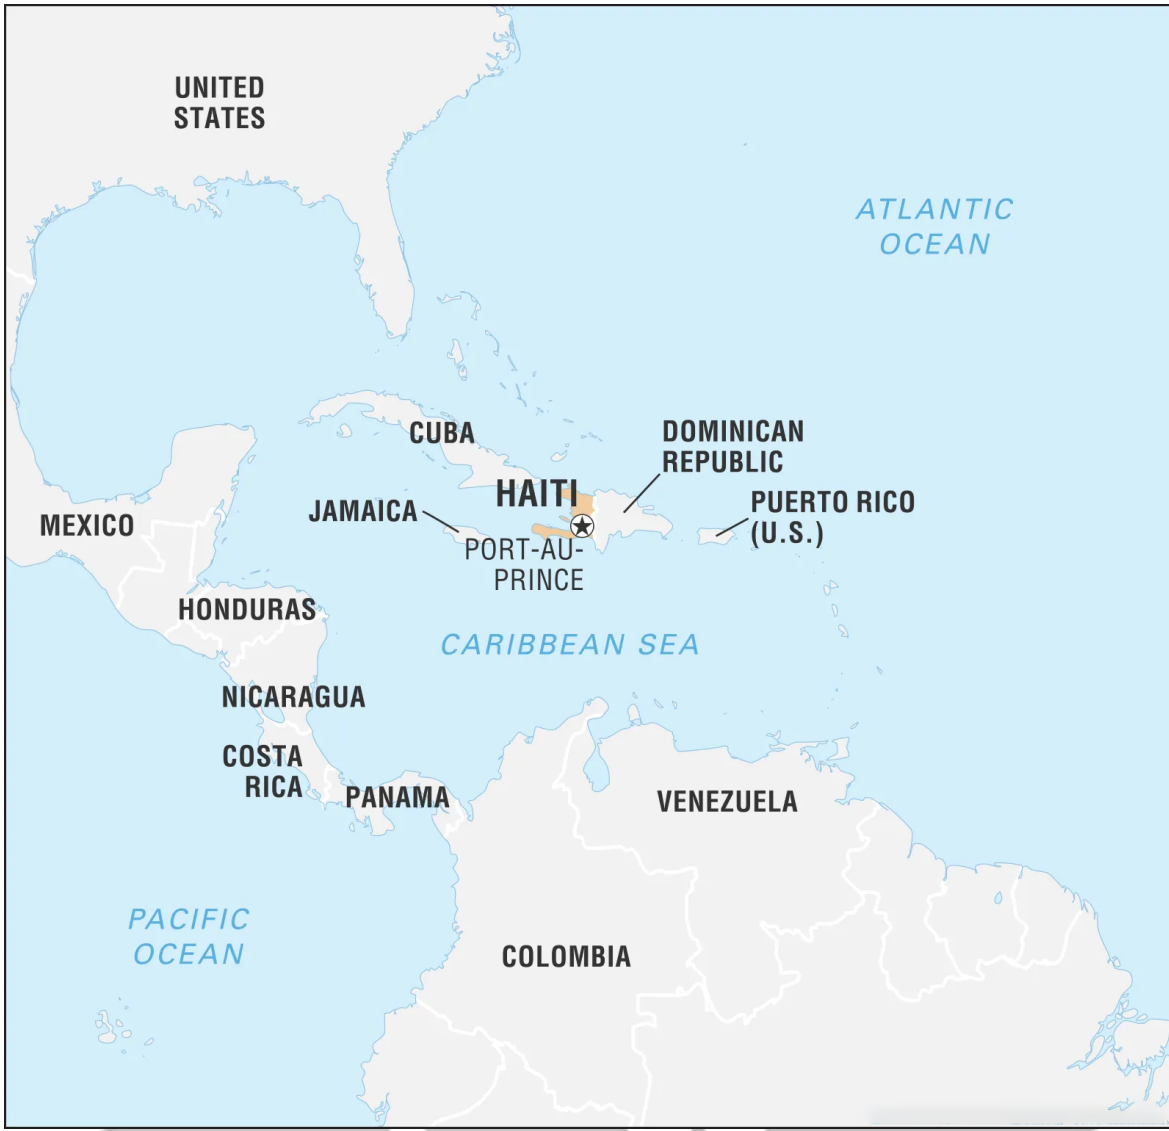 UNITED
STATES
ATLANTIC
OCEAN
CUBA
DOMINICAN
REPUBLIC
HAITI
JAMAICA
PUERTO RICO
(U.S.)
MEXICO
PORT-AU-
PRINCE
HONDURAS
CARIBBEAN SEA
NICARAGUA
COSTA
RICA
PANAMA
VENEZUELA
PACIFIC
OCEAN
COLOMBIA